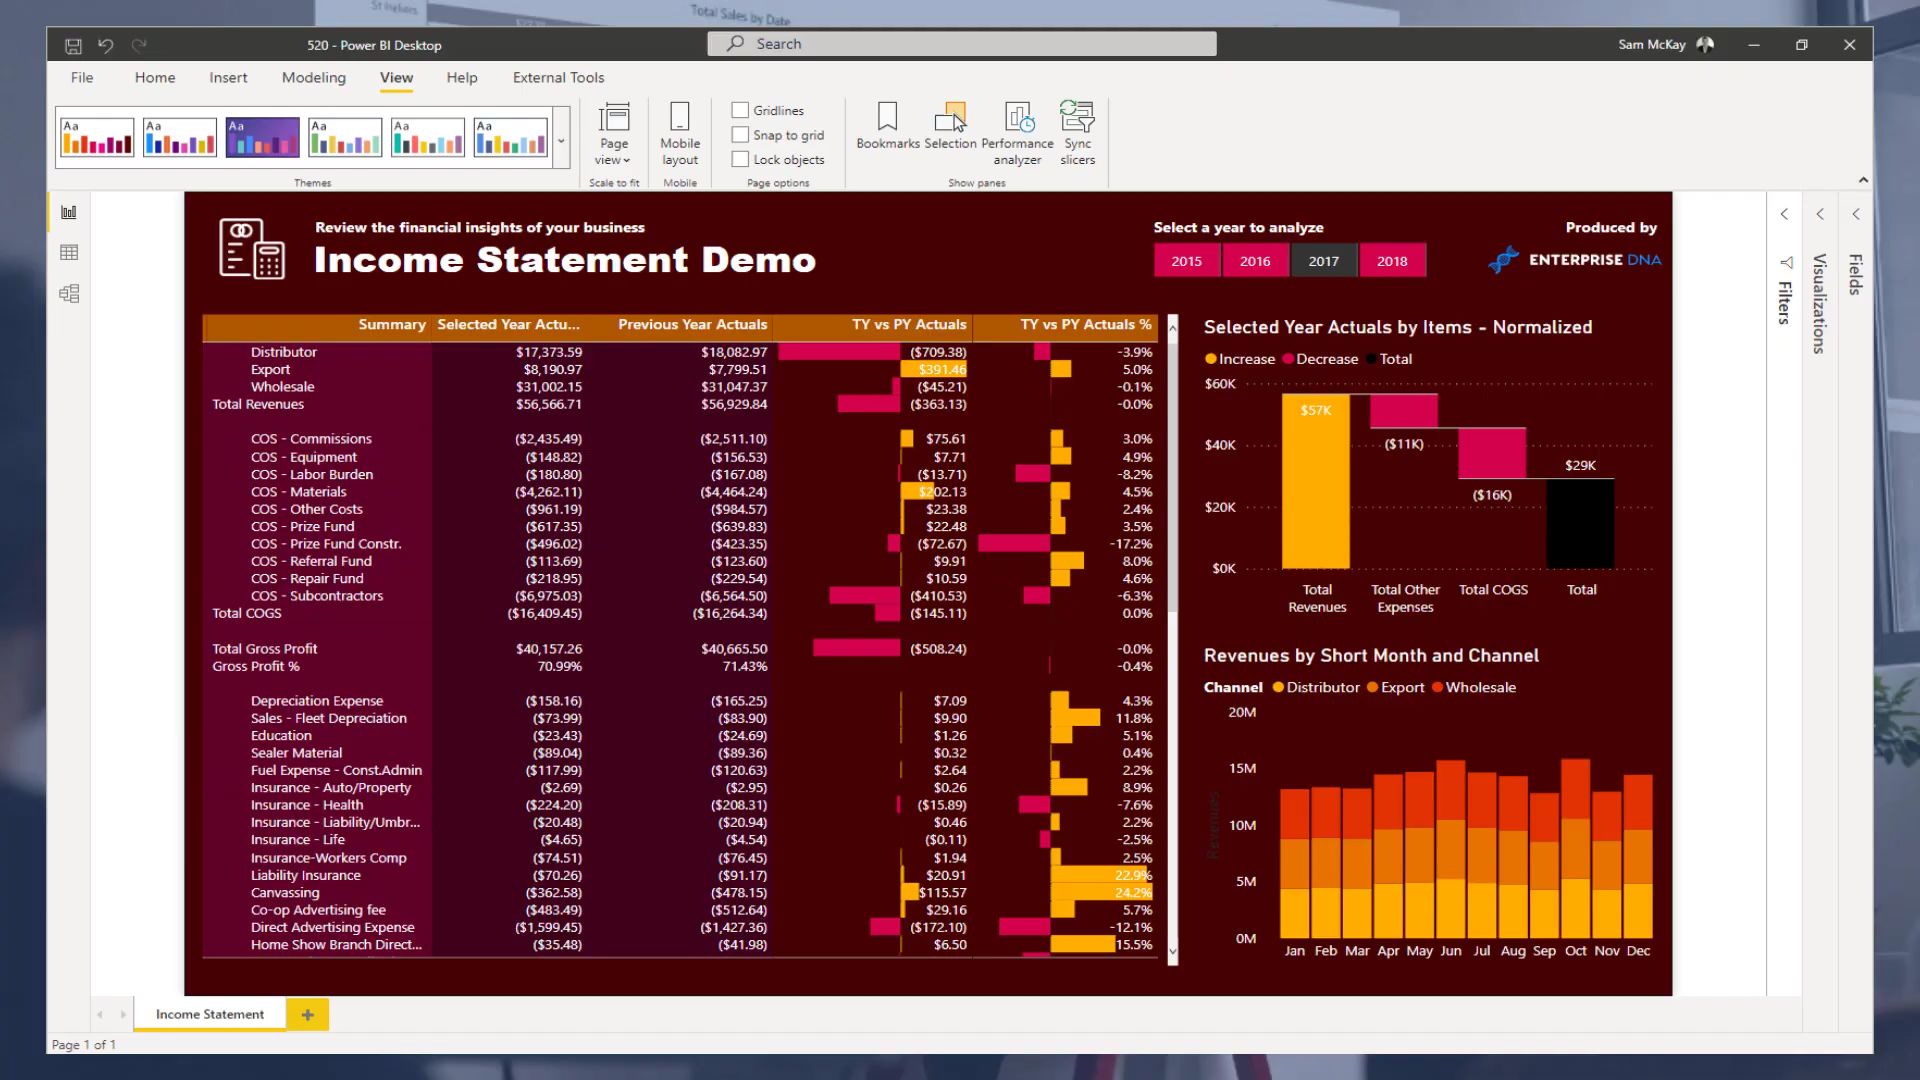 St Heliers
Total Sales by Date
520 - Power BI Desktop
Search
Sam McKay
File Home Insert Modeling View Help External Tools
Aa Aa Aa Aa Aa Aa
Page view
Mobile layout
Gridlines
Snap to grid
Lock objects
Bookmarks
Selection
Performance analyzer
Sync slicers
Themes
Scale to fit
Mobile
Page options
Show panes
Review the financial insights of your business
Income Statement Demo
Select a year to analyze
2015 2016 2017 2018
Produced by
ENTERPRISE DNA
Filters
Visualizations
Fields
Summary Selected Year Actu... Previous Year Actuals TY vs PY Actuals TY vs PY Actuals %
Distributor $17,373.59 $18,082.97 ($709.38) -3.9%
Export $8,190.97 $7,799.51 $391.46 5.0%
Wholesale $31,002.15 $31,047.37 ($45.21) -0.1%
Total Revenues $56,566.71 $56,929.84 ($363.13) -0.0%
COS - Commissions ($2,435.49) ($2,511.10) $75.61 3.0%
COS - Equipment ($148.82) ($156.53) $7.71 4.9%
COS - Labor Burden ($180.80) ($167.08) ($13.71) -8.2%
COS - Materials ($4,262.11) ($4,464.24) $202.13 4.5%
COS - Other Costs ($961.19) ($984.57) $23.38 2.4%
COS - Prize Fund ($617.35) ($639.83) $22.48 3.5%
COS - Prize Fund Constr. ($496.02) ($423.35) ($72.67) -17.2%
COS - Referral Fund ($113.69) ($123.60) $9.91 8.0%
COS - Repair Fund ($218.95) ($229.54) $10.59 4.6%
COS - Subcontractors ($6,975.03) ($6,564.50) ($410.53) -6.3%
Total COGS ($16,409.45) ($16,264.34) ($145.11) 0.0%
Total Gross Profit $40,157.26 $40,665.50 ($508.24) -0.0%
Gross Profit % 70.99% 71.43% -0.4%
Depreciation Expense ($158.16) ($165.25) $7.09 4.3%
Sales - Fleet Depreciation ($73.99) ($83.90) $9.90 11.8%
Education ($23.43) ($24.69) $1.26 5.1%
Sealer Material ($89.04) ($89.36) $0.32 0.4%
Fuel Expense - Const.Admin ($117.99) ($120.63) $2.64 2.2%
Insurance - Auto/Property ($2.69) ($2.95) $0.26 8.9%
Insurance - Health ($224.20) ($208.31) ($15.89) -7.6%
Insurance - Liability/Umbr... ($20.48) ($20.94) $0.46 2.2%
Insurance - Life ($4.65) ($4.54) ($0.11) -2.5%
Insurance-Workers Comp ($74.51) ($76.45) $1.94 2.5%
Liability Insurance ($70.26) ($91.17) $20.91 22.9%
Canvassing ($362.58) ($478.15) $115.57 24.2%
Co-op Advertising fee ($483.49) ($512.64) $29.16 5.7%
Direct Advertising Expense ($1,599.45) ($1,427.36) ($172.10) -12.1%
Home Show Branch Direct... ($35.48) ($41.98) $6.50 15.5%
Selected Year Actuals by Items - Normalized
Increase Decrease Total
$60K
$40K
$20K
$0K
$57K
($11K)
($16K)
$29K
Total Revenues
Total Other Expenses
Total COGS
Total
Revenues by Short Month and Channel
Channel Distributor Export Wholesale
Revenues
20M
15M
10M
5M
0M
Jan Feb Mar Apr May Jun Jul Aug Sep Oct Nov Dec
Income Statement
Page 1 of 1